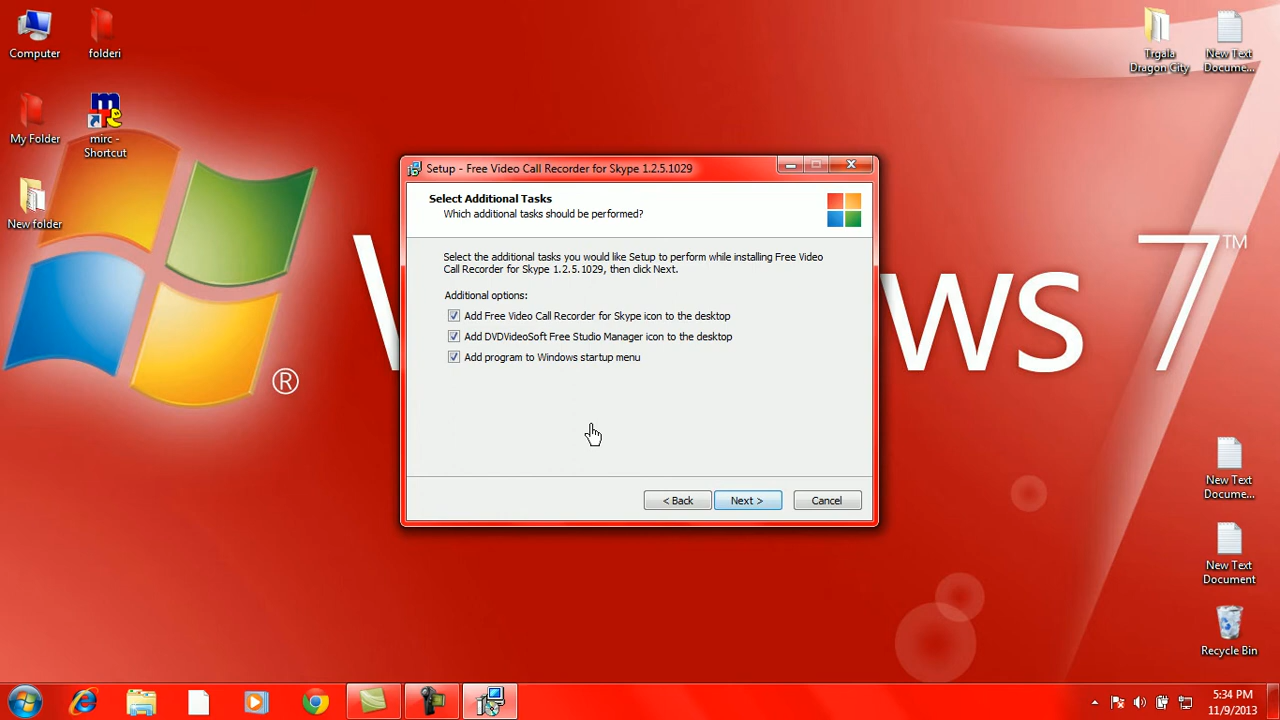 Computer
folderi
My Folder
mirc -
Shortcut
New folder
Trgala
Dragon City
New Text
Docume...
Setup - Free Video Call Recorder for Skype 1.2.5.1029
Select Additional Tasks
Which additional tasks should be performed?
Select the additional tasks you would like Setup to perform while installing Free Video
Call Recorder for Skype 1.2.5.1029, then click Next.
Additional options:
Add Free Video Call Recorder for Skype icon to the desktop
Add DVDVideoSoft Free Studio Manager icon to the desktop
Add program to Windows startup menu
< Back
Next >
Cancel
W
ws 7™
®
New Text
Docume...
New Text
Document
Recycle Bin
5:34 PM
11/9/2013